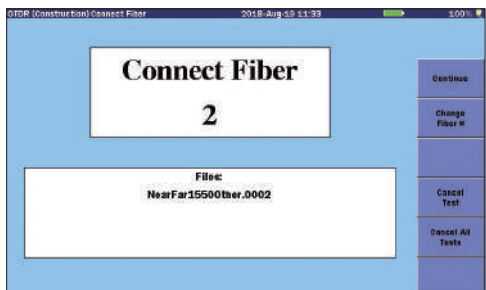 OTDR (Construction) Connect Fiber 2018-Aug-19 11:33 100%
Connect Fiber
2
Files:
NearFar1550Other.0002
Continue
Change
Fiber #
Cancel
Test
Cancel All
Tests